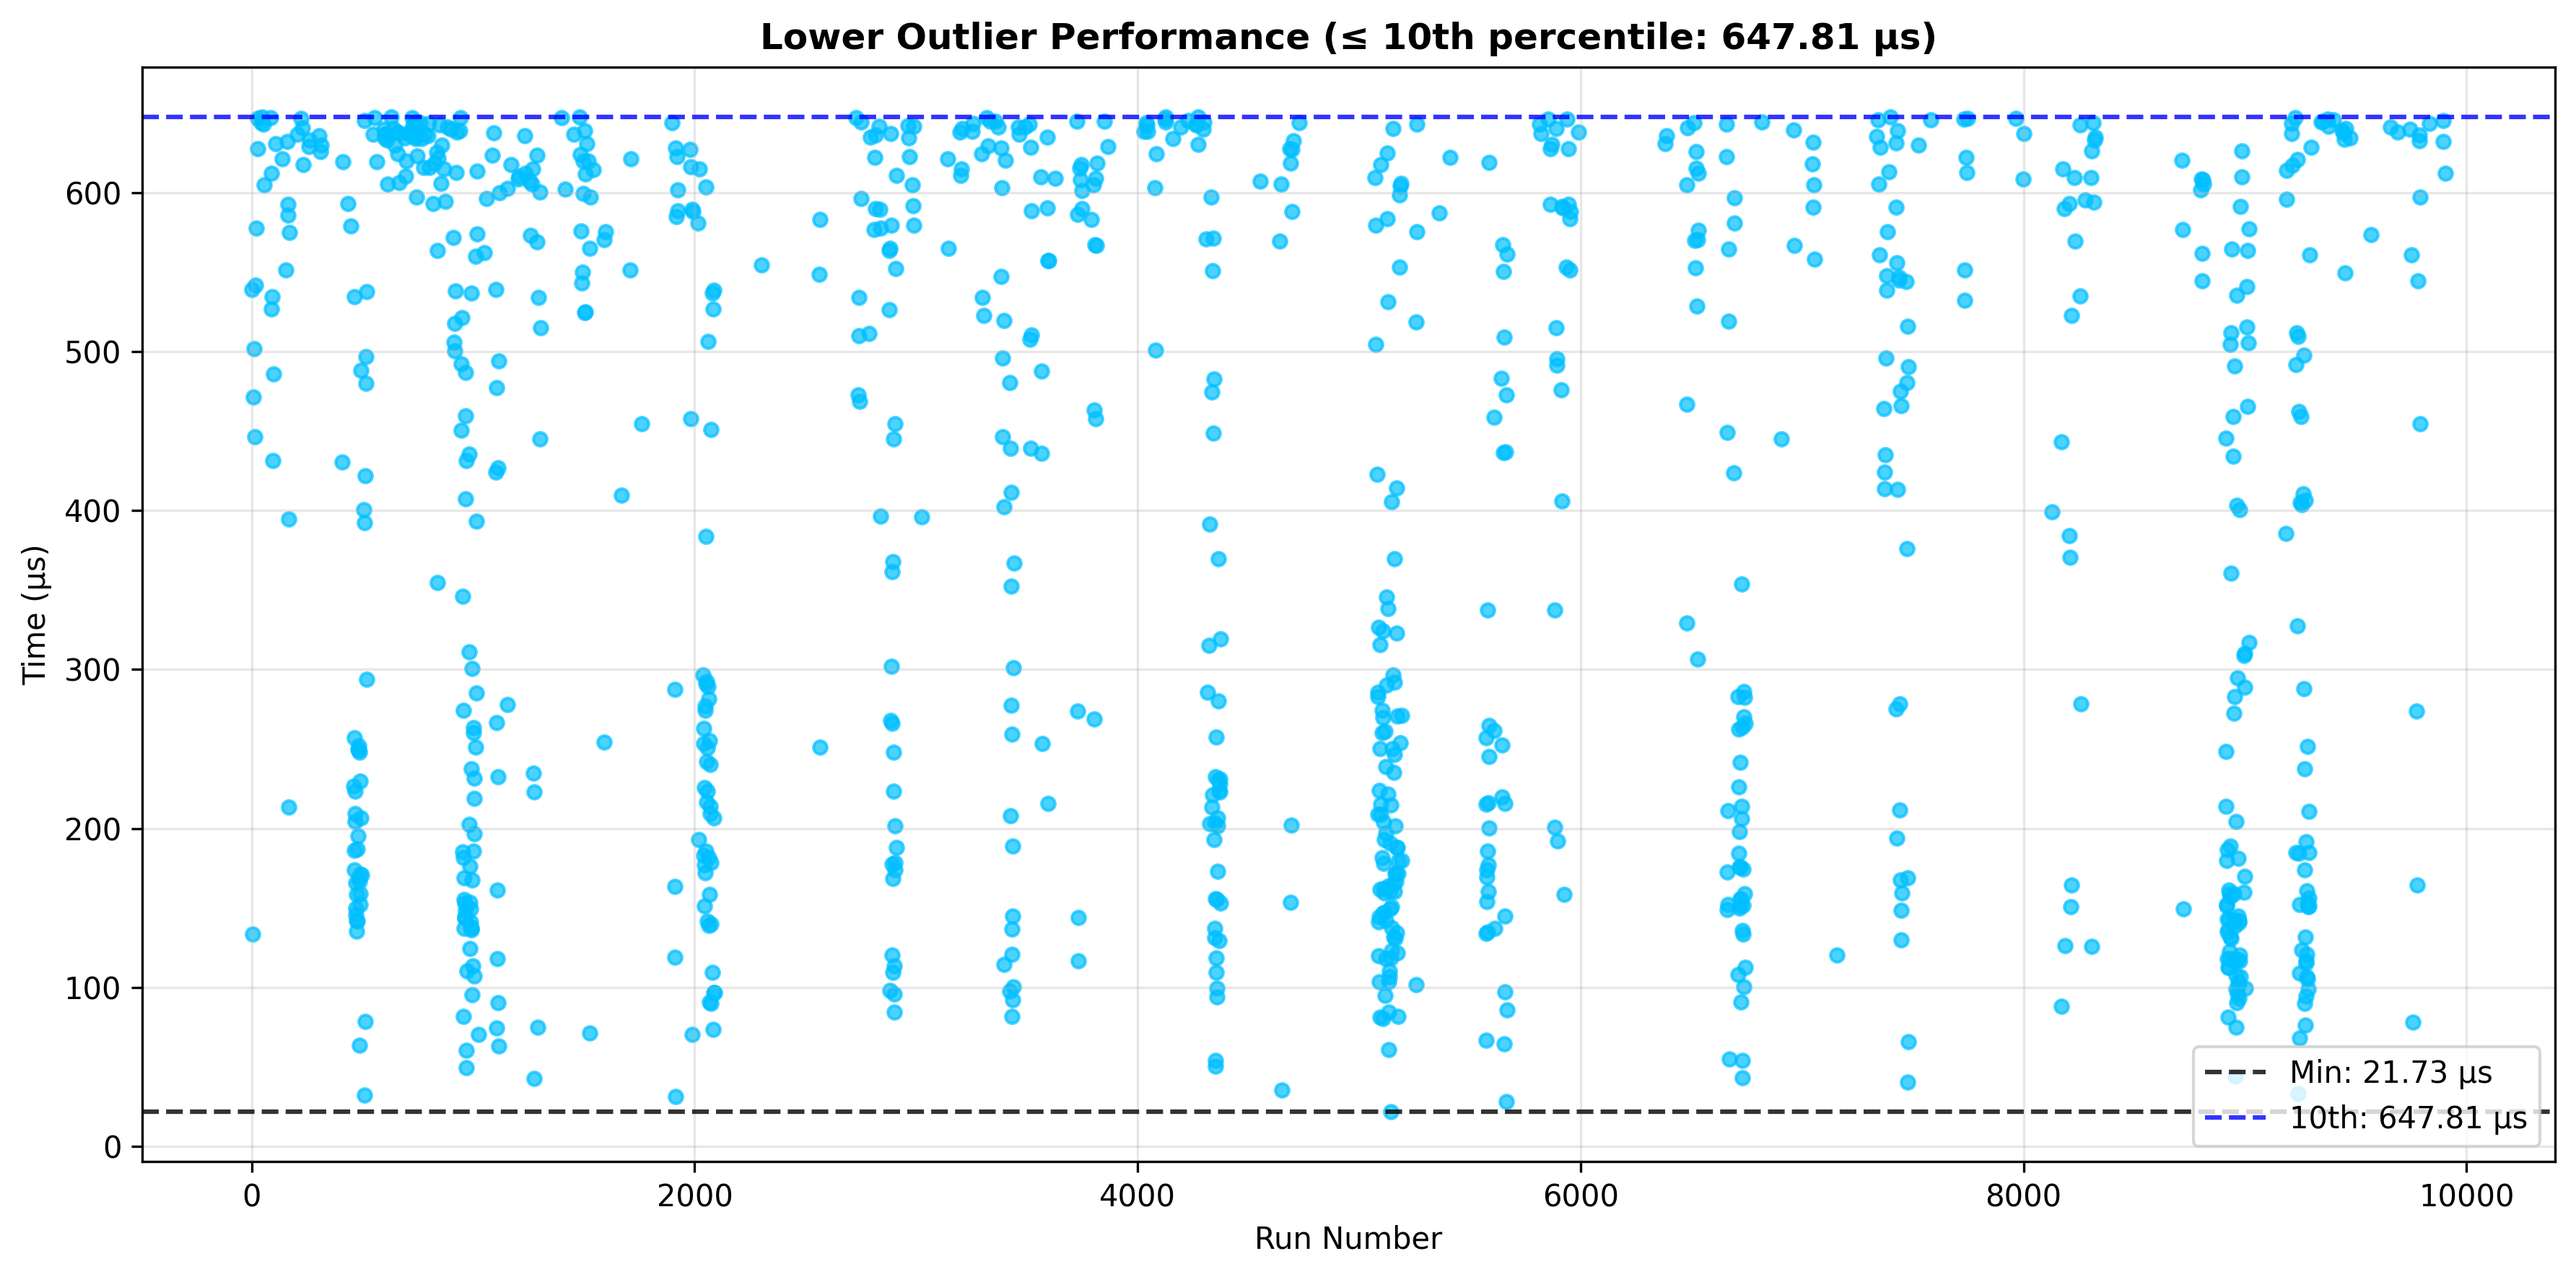 Lower Outlier Performance (≤ 10th percentile: 647.81 µs)
Time (µs)
600
500
400
300
200
100
0
0 2000 4000 6000 8000 10000
Run Number
Min: 21.73 µs
10th: 647.81 µs